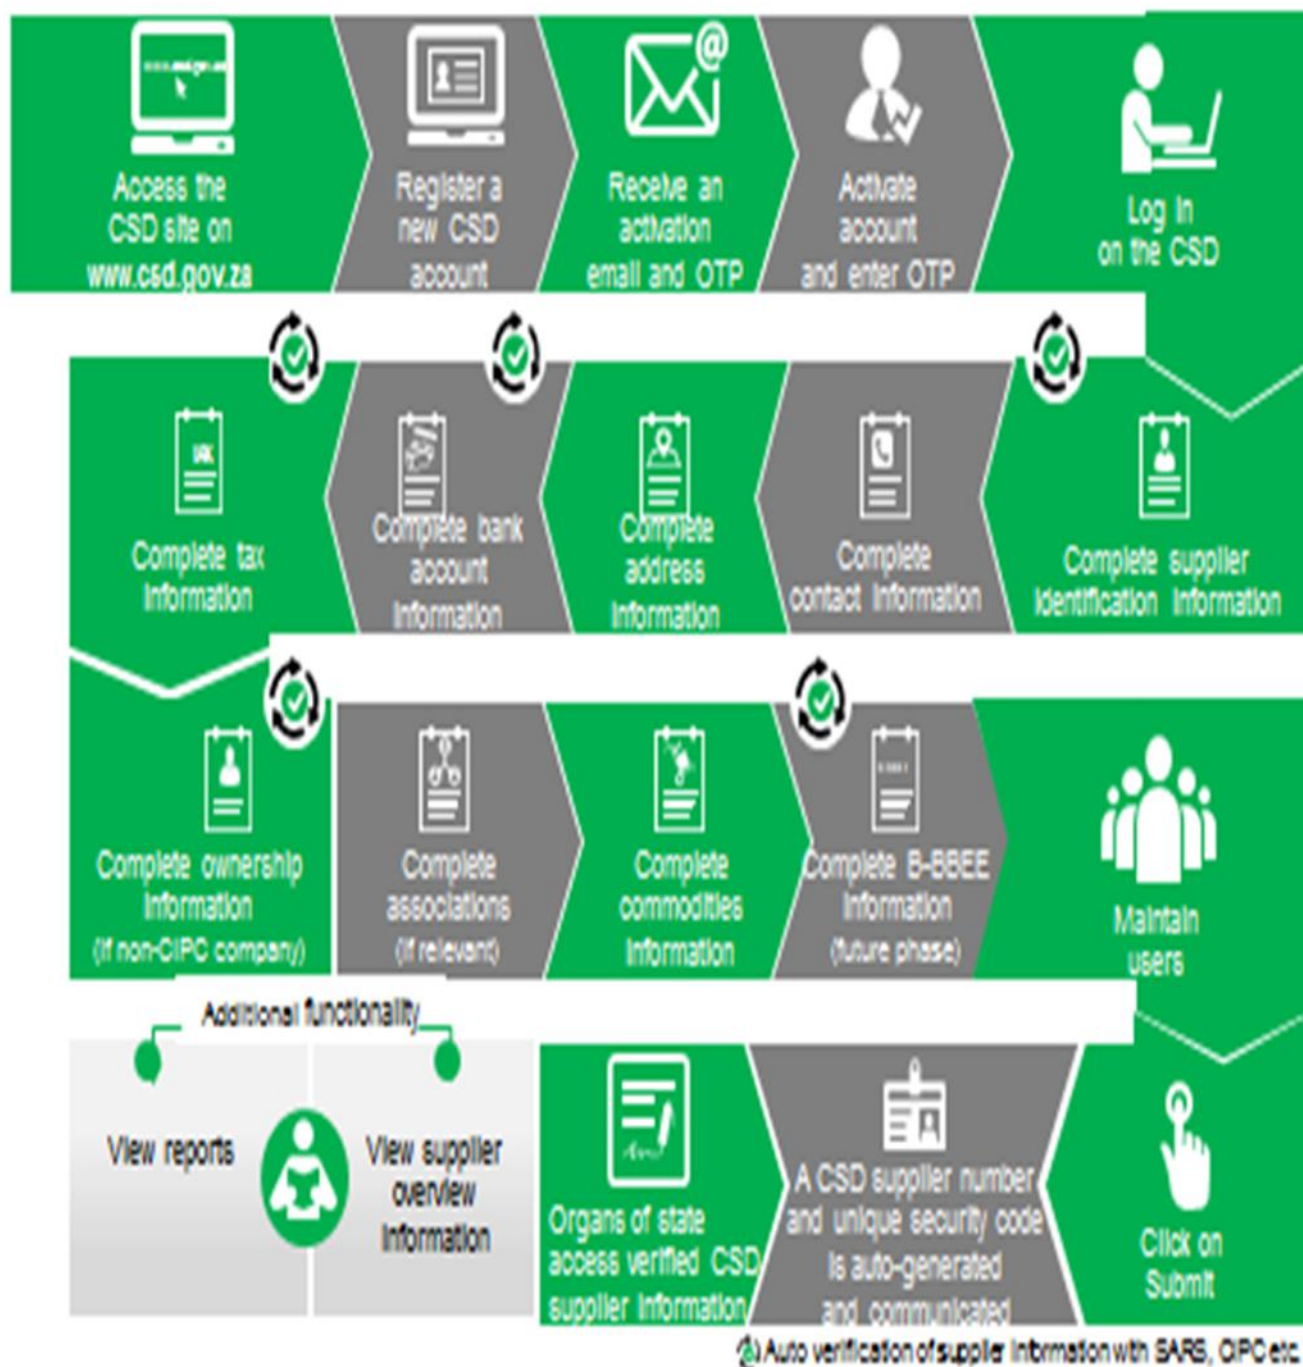 Access the
CSD site on
www.csd.gov.za
Register a
new CSD
account
Receive an
activation
email and OTP
Activate
account
and enter OTP
Log in
on the CSD
Complete tax
information
Complete bank
account
information
Complete
address
information
Complete
contact information
Complete supplier
identification information
Complete ownership
information
(if non-CIPC company)
Complete
associations
(if relevant)
Complete
commodities
information
Complete B-BBEE
information
(future phase)
Maintain
users
Additional functionality
View reports
View supplier
overview
information
Organs of state
access verified CSD
supplier information
A CSD supplier number
and unique security code
is auto-generated
and communicated
Click on
Submit
Auto verification of supplier information with SARS, CIPC etc.